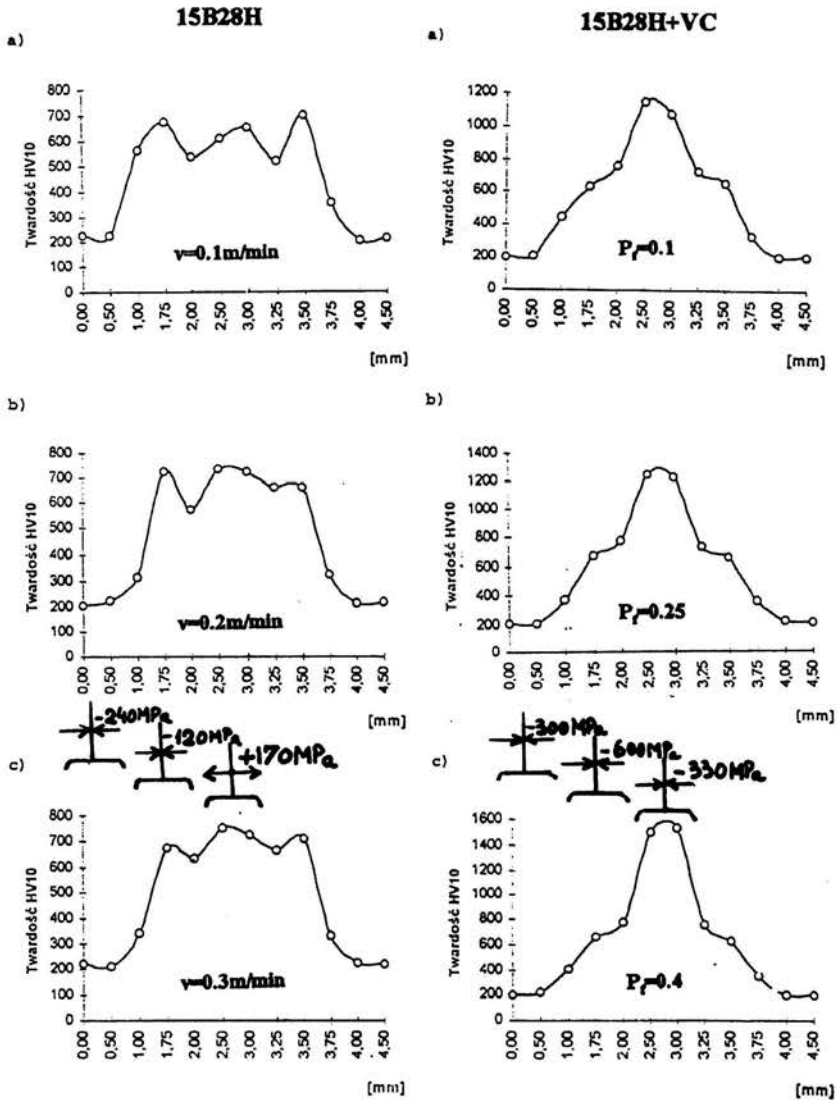 15B28H
a)
Twardość HV10
800
700
600
500
400
300
200
100
0
v=0.1m/min
0,00 0,50 1,00 1,75 2,00 2,50 3,00 3,25 3,50 3,75 4,00 4,50
[mm]
b)
Twardość HV10
800
700
600
500
400
300
200
100
0
v=0.2m/min
0,00 0,50 1,00 1,75 2,00 2,50 3,00 3,25 3,50 3,75 4,00 4,50
[mm]
-240MPa
-120MPa
+170MPa
c)
Twardość HV10
800
700
600
500
400
300
200
100
0
v=0.3m/min
0,00 0,50 1,00 1,75 2,00 2,50 3,00 3,25 3,50 3,75 4,00 4,50
[mm]
15B28H+VC
a)
Twardość HV10
1200
1000
800
600
400
200
0
Pf=0.1
0,00 0,50 1,00 1,75 2,00 2,50 3,00 3,25 3,50 3,75 4,00 4,50
[mm]
b)
Twardość HV10
1400
1200
1000
800
600
400
200
0
Pf=0.25
0,00 0,50 1,00 1,75 2,00 2,50 3,00 3,25 3,50 3,75 4,00 4,50
[mm]
-300MPa
-600MPa
-330MPa
c)
Twardość HV10
1600
1400
1200
1000
800
600
400
200
0
Pf=0.4
0,00 0,50 1,00 1,75 2,00 2,50 3,00 3,25 3,50 3,75 4,00 4,50
[mm]